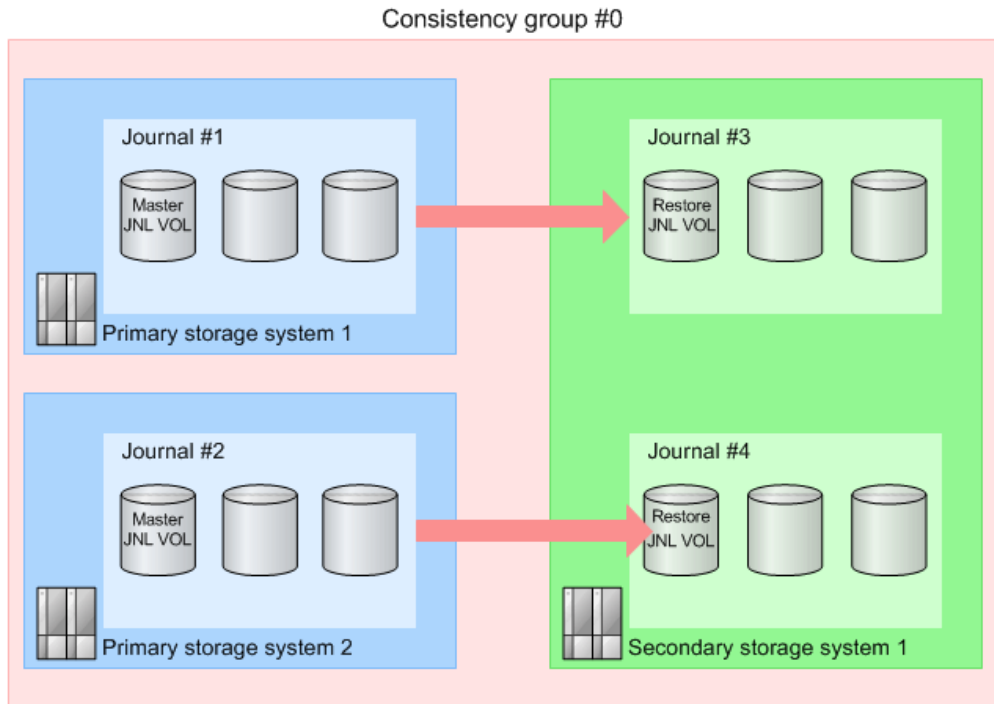 Consistency group #0
Journal #1
Master
JNL VOL
Primary storage system 1
Journal #3
Restore
JNL VOL
Journal #2
Master
JNL VOL
Primary storage system 2
Journal #4
Restore
JNL VOL
Secondary storage system 1